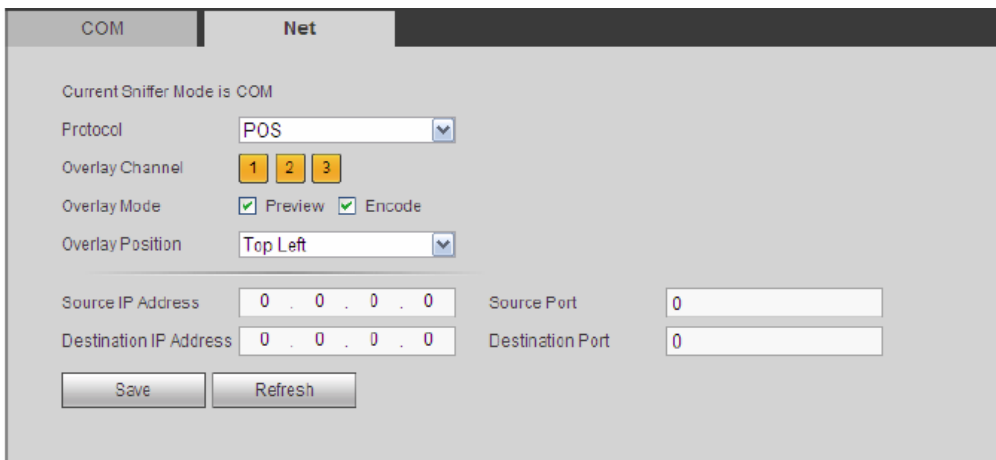 COM Net
Current Sniffer Mode is COM
Protocol POS
Overlay Channel 1 2 3
Overlay Mode Preview Encode
Overlay Position Top Left
Source IP Address 0 . 0 . 0 . 0 Source Port 0
Destination IP Address 0 . 0 . 0 . 0 Destination Port 0
Save Refresh